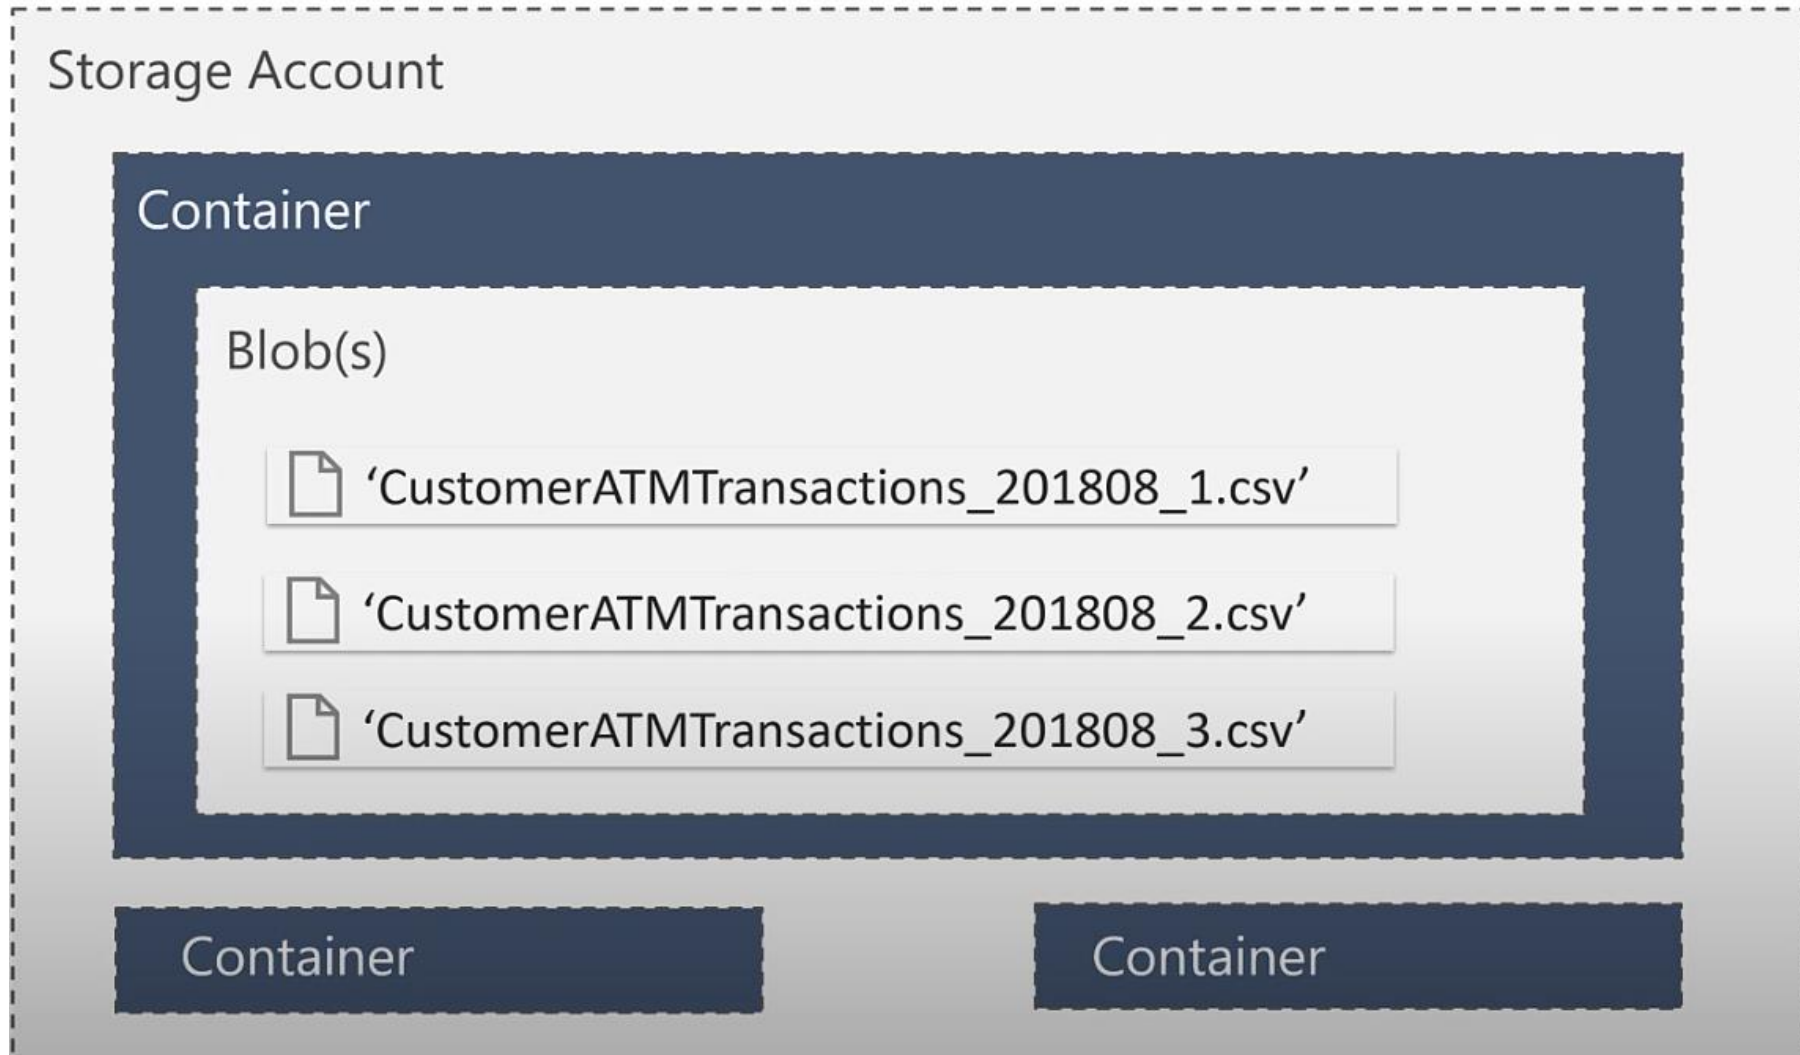 Storage Account
Container
Blob(s)
‘CustomerATMTransactions_201808_1.csv’
‘CustomerATMTransactions_201808_2.csv’
‘CustomerATMTransactions_201808_3.csv’
Container
Container